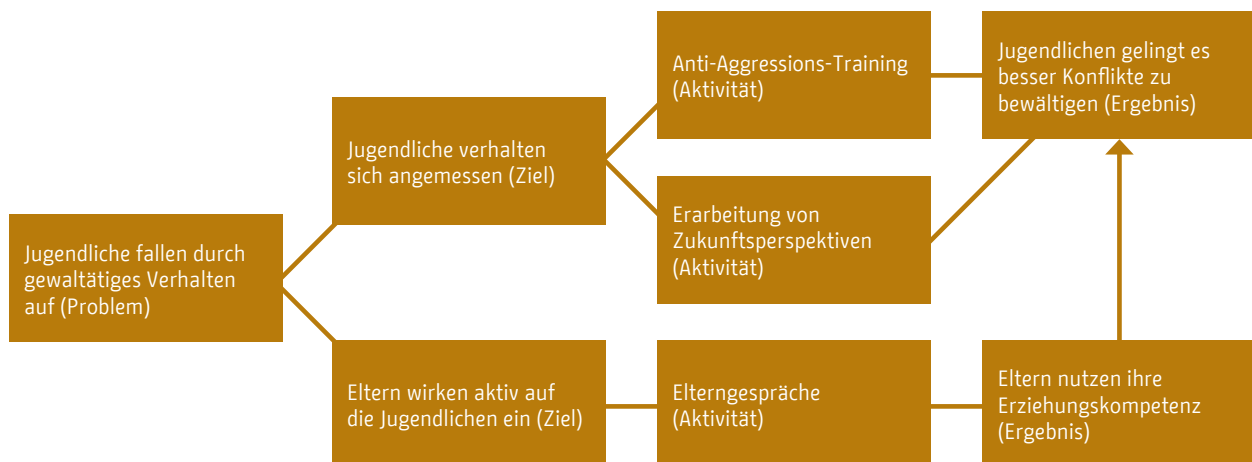 Jugendliche fallen durch
gewaltätiges Verhalten
auf (Problem)
Jugendliche verhalten
sich angemessen (Ziel)
Eltern wirken aktiv auf
die Jugendlichen ein (Ziel)
Anti-Aggressions-Training
(Aktivität)
Erarbeitung von
Zukunftsperspektiven
(Aktivität)
Elterngespräche
(Aktivität)
Jugendlichen gelingt es
besser Konflikte zu
bewältigen (Ergebnis)
Eltern nutzen ihre
Erziehungskompetenz
(Ergebnis)